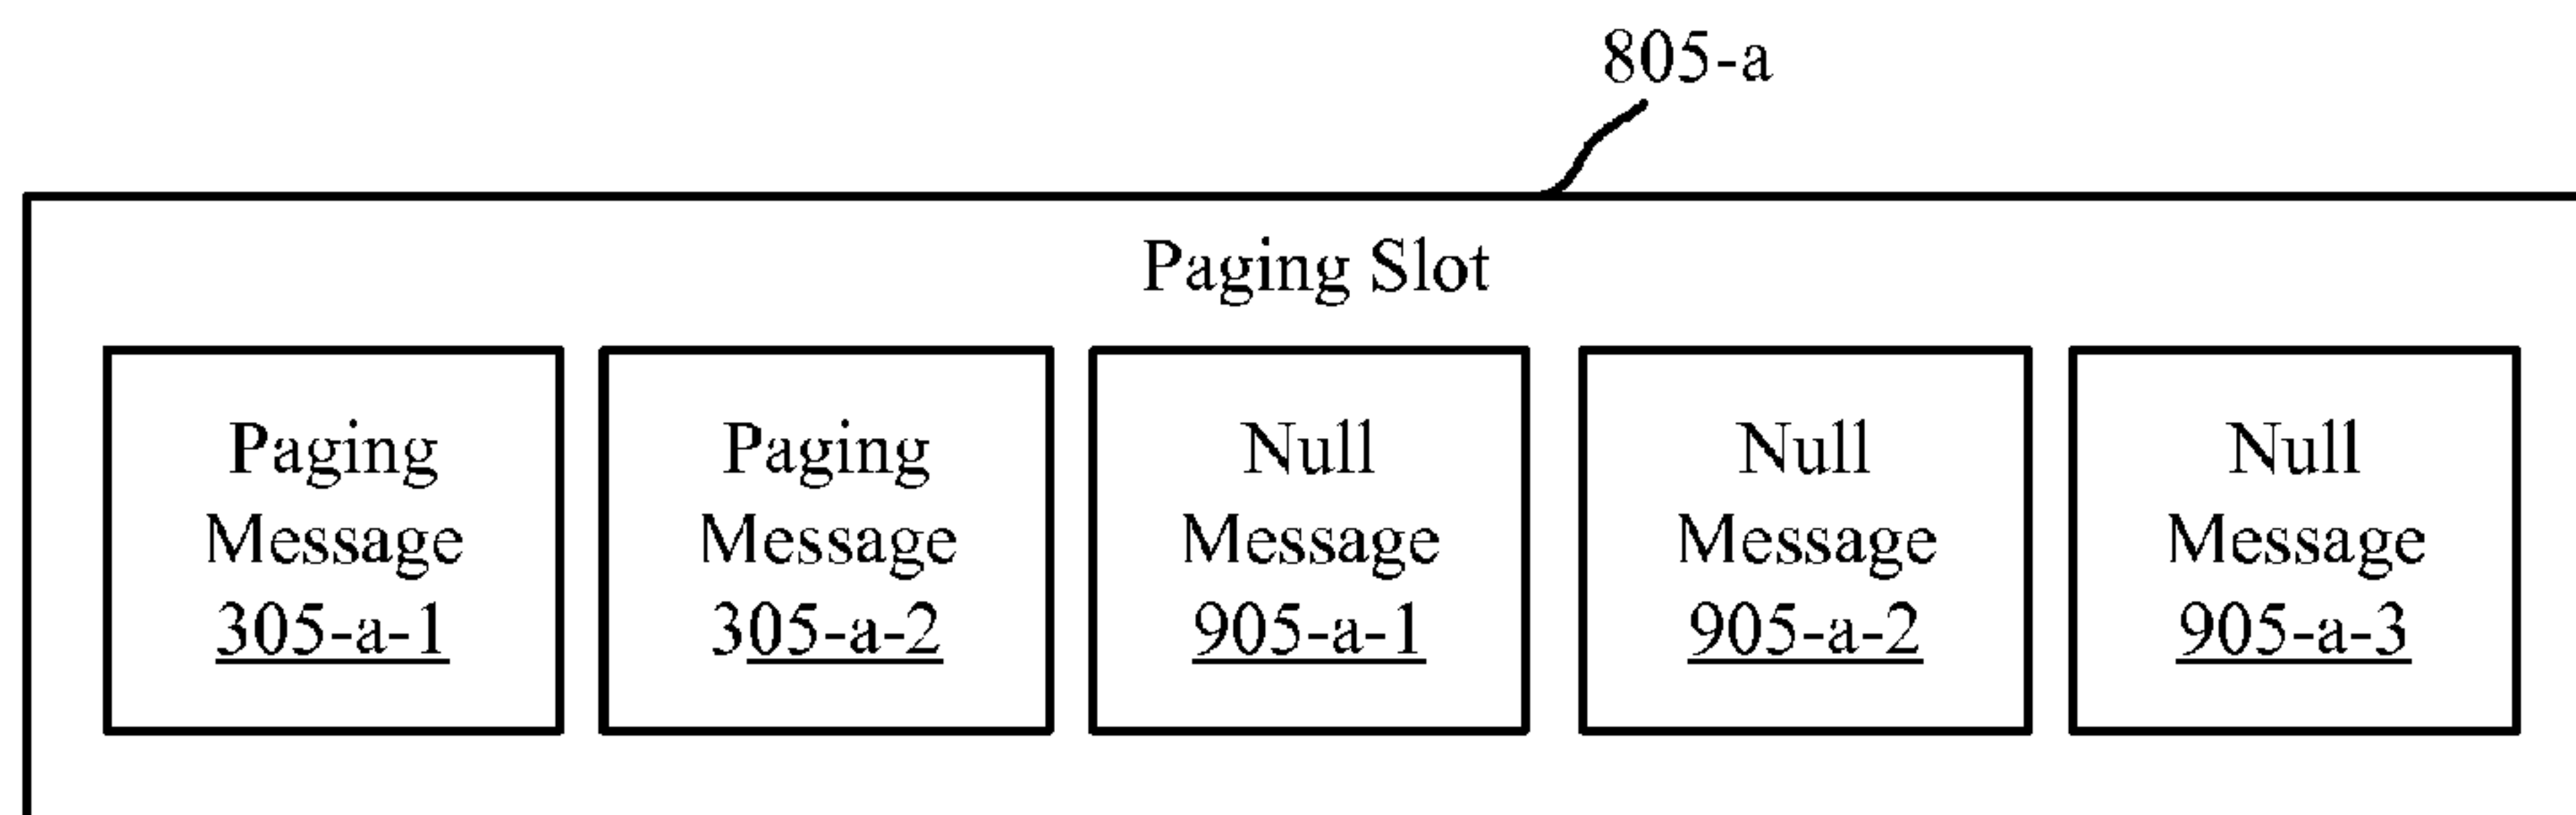 805-a
Paging Slot
Paging
Message
305-a-1
Paging
Message
305-a-2
Null
Message
905-a-1
Null
Message
905-a-2
Null
Message
905-a-3